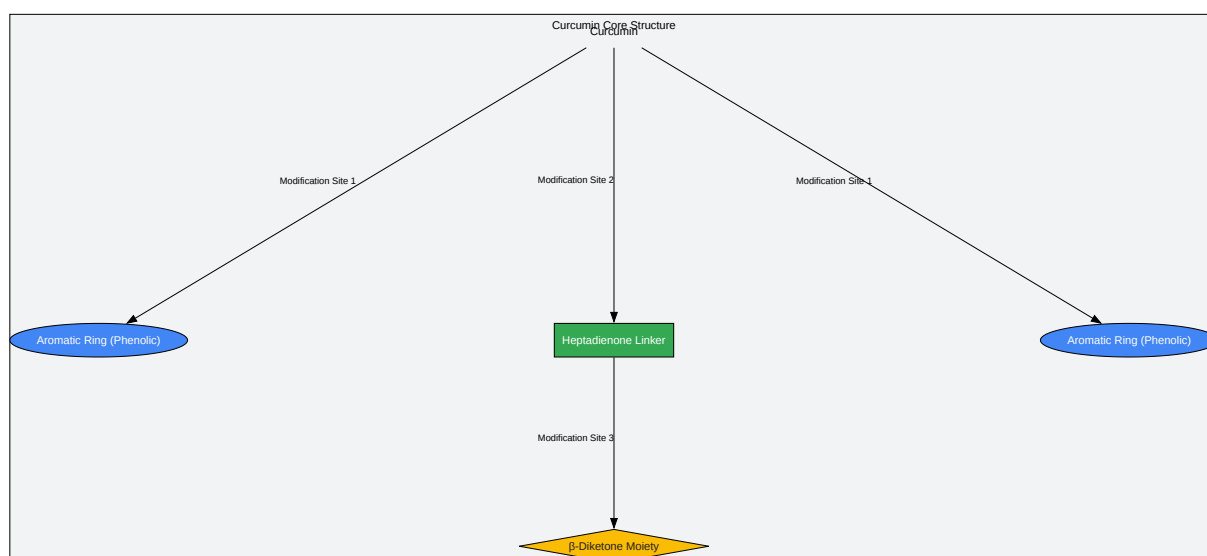 Curcumin Core Structure
Curcumin
Modification Site 1
Modification Site 2
Modification Site 1
Aromatic Ring (Phenolic)
Heptadienone Linker
Aromatic Ring (Phenolic)
Modification Site 3
β-Diketone Moiety